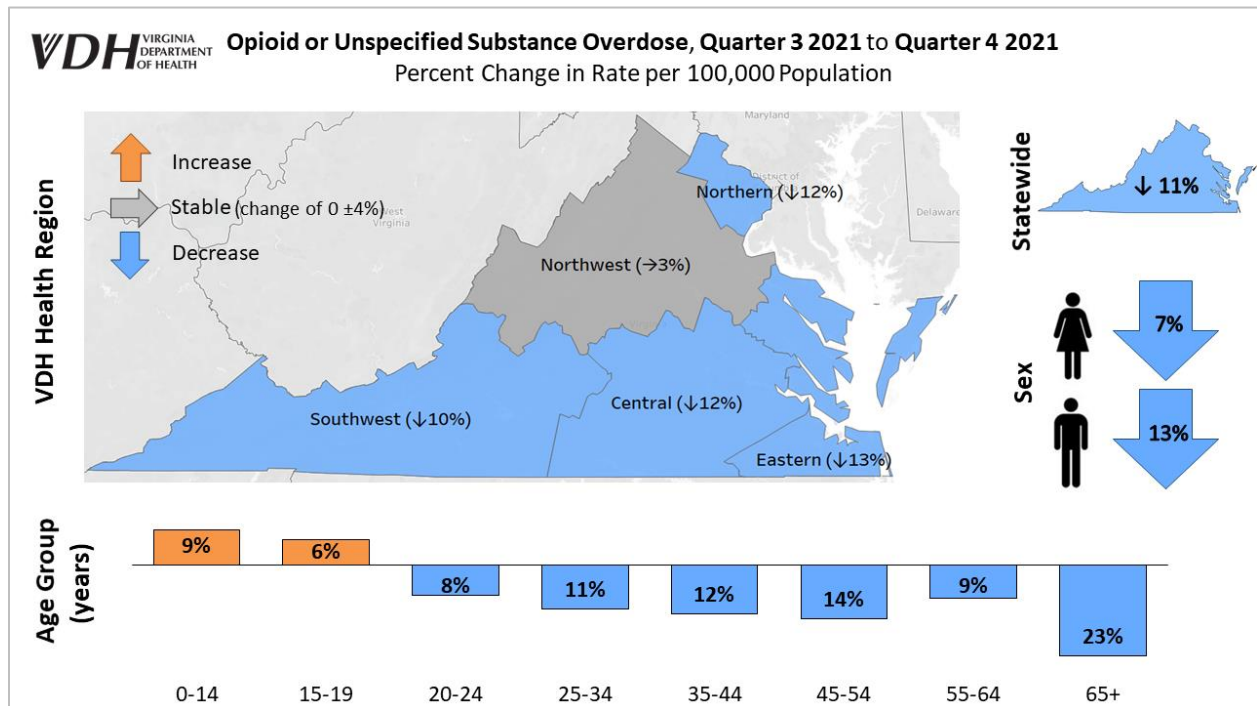 VDH VIRGINIA
DEPARTMENT
OF HEALTH
Opioid or Unspecified Substance Overdose, Quarter 3 2021 to Quarter 4 2021
Percent Change in Rate per 100,000 Population
VDH Health Region
Increase
Stable (change of 0 ±4%)
Decrease
West
Virginia
Maryland
District of
Delaware
Northern (↓12%)
Northwest (→3%)
Southwest (↓10%)
Central (↓12%)
Eastern (↓13%)
Statewide
↓ 11%
Sex
7%
13%
Age Group
(years)
9%
6%
8%
11%
12%
14%
9%
23%
0-14
15-19
20-24
25-34
35-44
45-54
55-64
65+